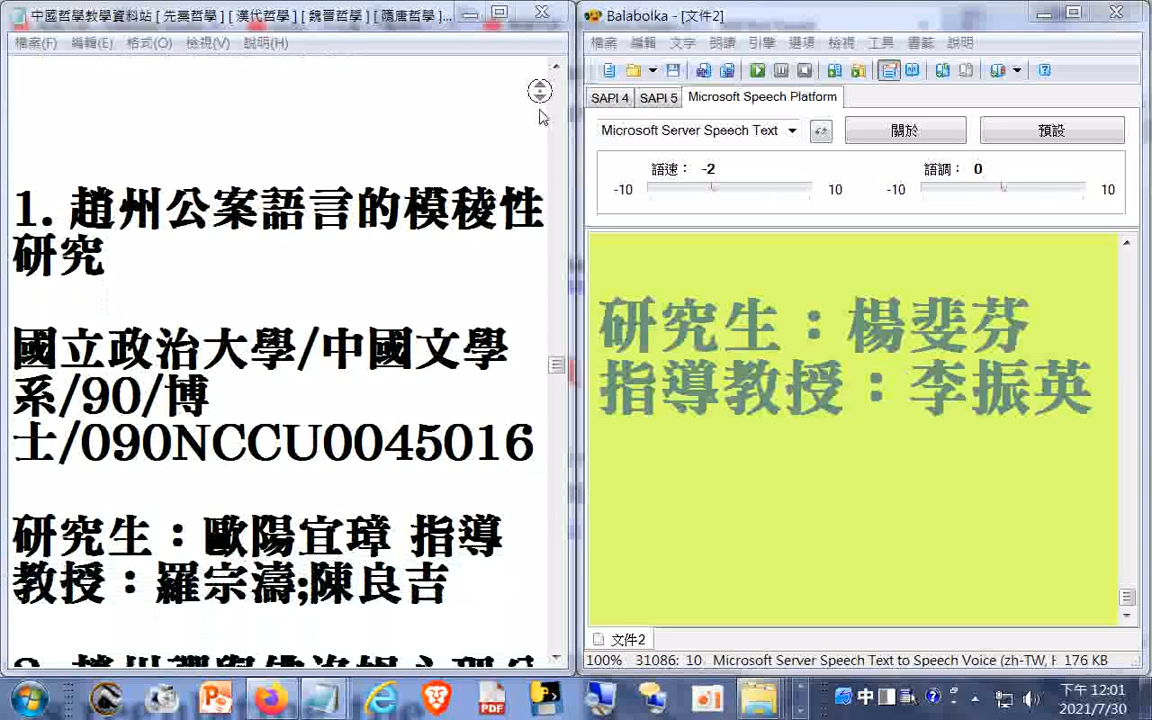 中國哲學教學資料站 [ 先秦哲學 ] [ 漢代哲學 ] [ 魏晉哲學 ] [ 隋唐哲學 ]...
檔案(F) 編輯(E) 格式(O) 檢視(V) 說明(H)
1. 趙州公案語言的模稜性
研究
國立政治大學/中國文學
系/90/博
士/090NCCU0045016
研究生：歐陽宜璋 指導
教授：羅宗濤;陳良吉
Balabolka - [文件2]
檔案 編輯 文字 朗讀 引擎 選項 檢視 工具 書籤 說明
SAPI 4 SAPI 5 Microsoft Speech Platform
Microsoft Server Speech Text 關於 預設
語速： -2 語調： 0
-10 10 -10 10
研究生：楊斐芬
指導教授：李振英
文件2
100% 31086: 10 Microsoft Server Speech Text to Speech Voice (zh-TW, H 176 KB
中
下午 12:01
2021/7/30